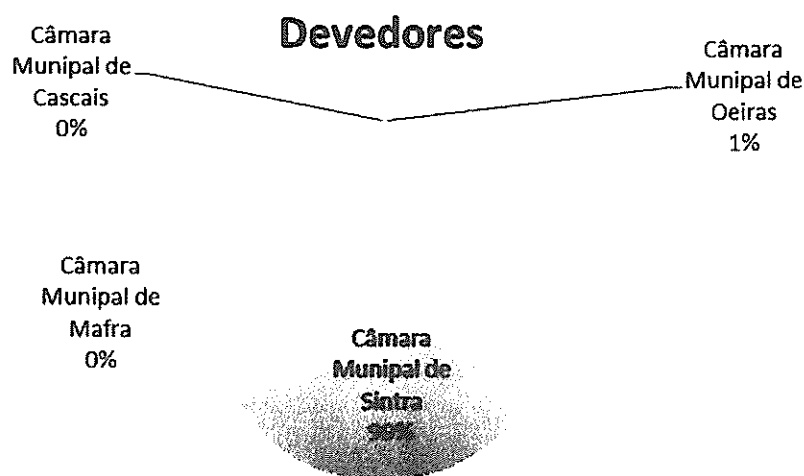 Devedores
Câmara
Munipal de
Cascais
0%
Câmara
Munipal de
Oeiras
1%
Câmara
Munipal de
Mafra
0%
Câmara
Munipal de
Sintra
99%